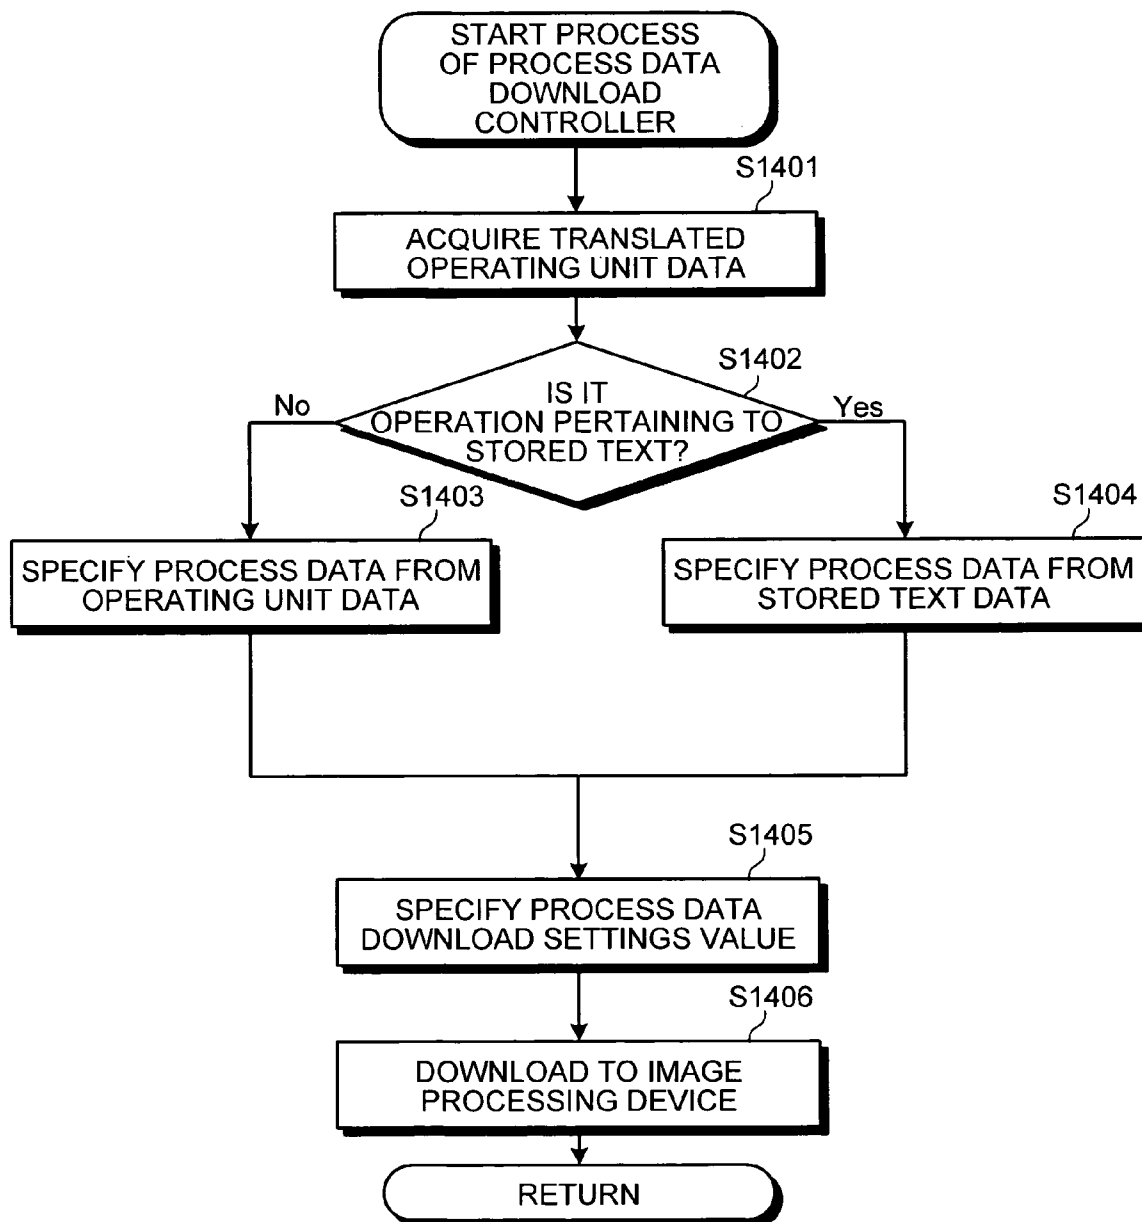 START PROCESS
OF PROCESS DATA
DOWNLOAD
CONTROLLER
S1401
ACQUIRE TRANSLATED
OPERATING UNIT DATA
S1402
IS IT
OPERATION PERTAINING TO
STORED TEXT?
No
Yes
S1403
SPECIFY PROCESS DATA FROM
OPERATING UNIT DATA
S1404
SPECIFY PROCESS DATA FROM
STORED TEXT DATA
S1405
SPECIFY PROCESS DATA
DOWNLOAD SETTINGS VALUE
S1406
DOWNLOAD TO IMAGE
PROCESSING DEVICE
RETURN